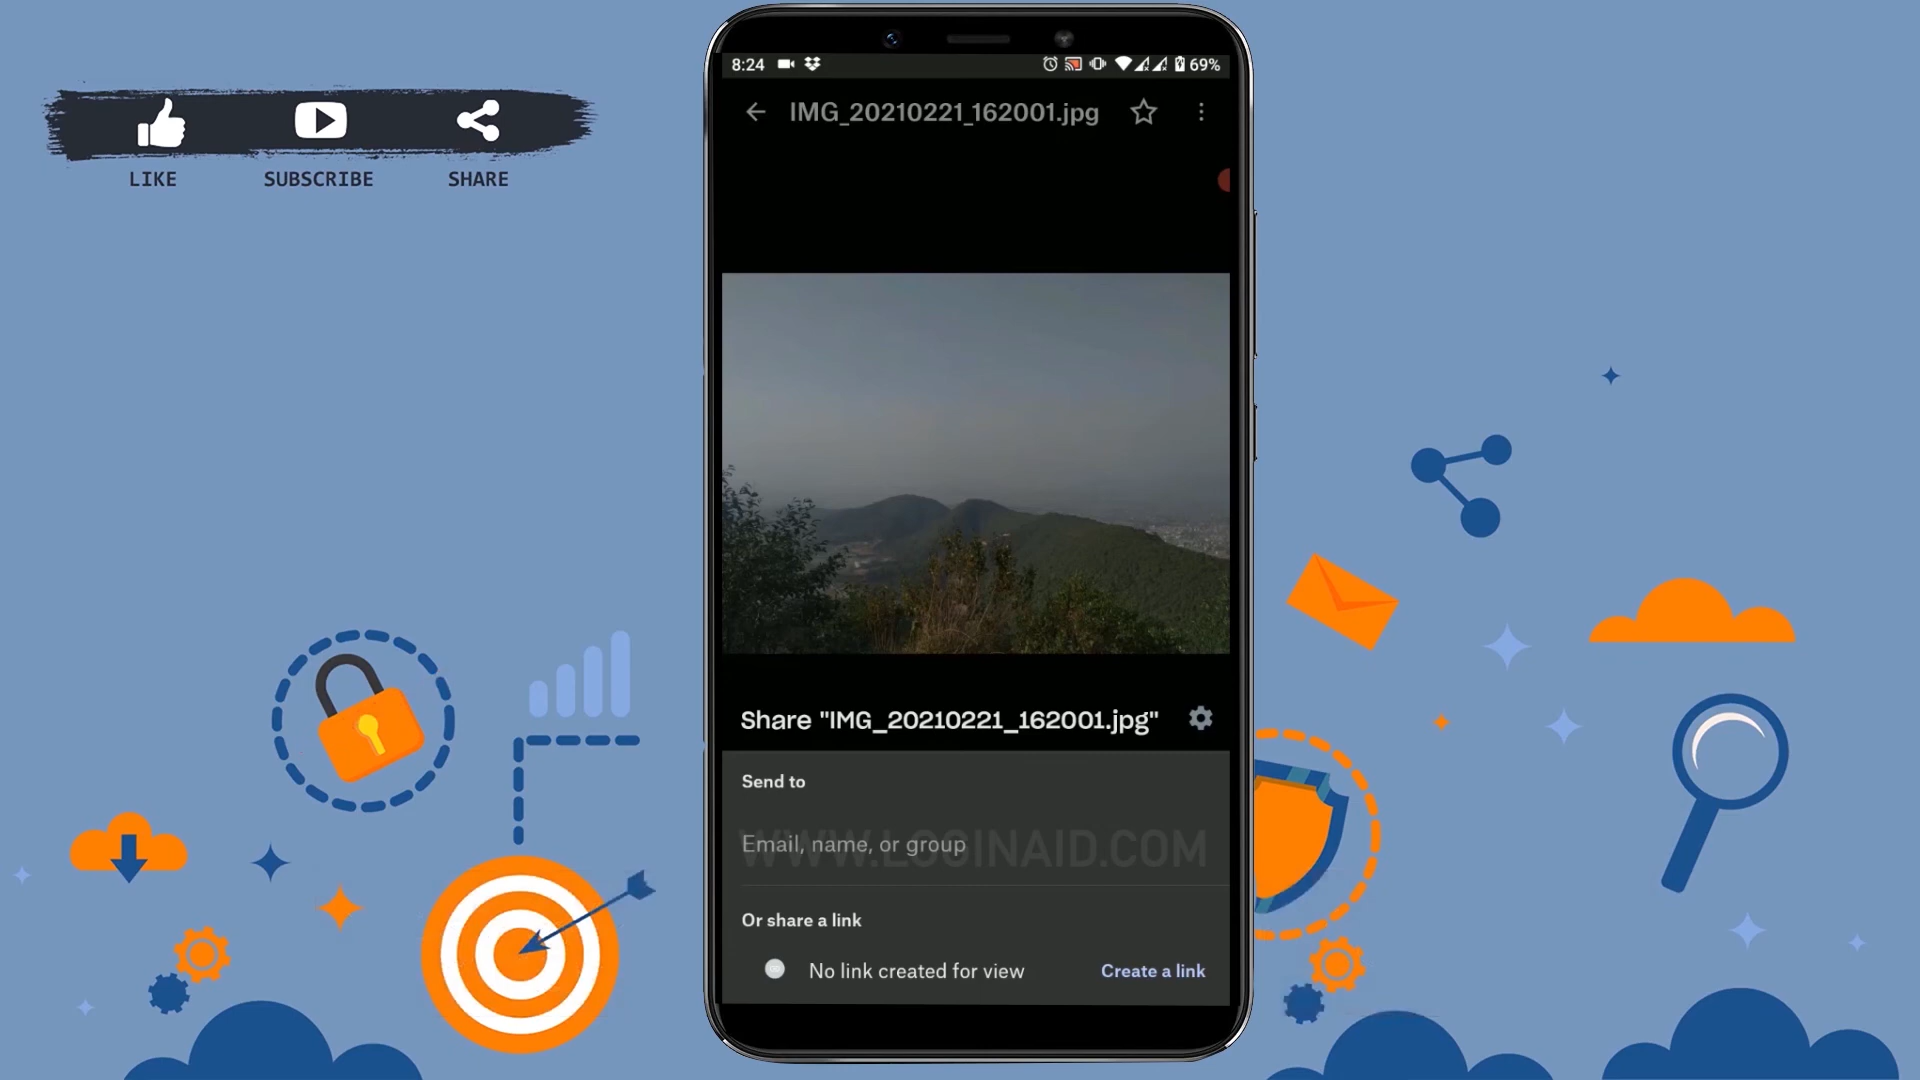 LIKE SUBSCRIBE SHARE
8:24 69%
IMG_20210221_162001.jpg
Share "IMG_20210221_162001.jpg"
Send to
WWW.LOGINAID.COM
Email, name, or group
Or share a link
No link created for view Create a link